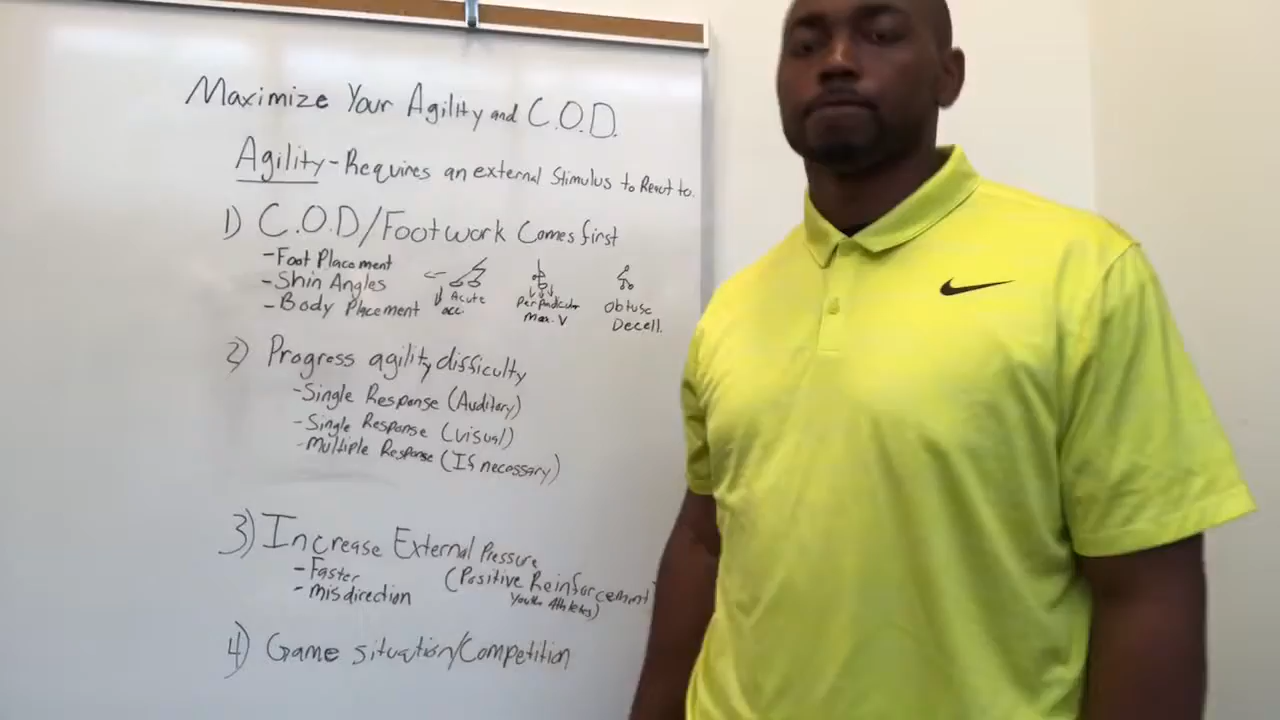 Maximize Your Agility and C.O.D.
Agility - Requires an external Stimulus to React to.
1) C.O.D/Footwork Comes first
- Foot Placement
- Shin Angles
- Body Placement
Acute
acc.
Perpendicular
Max. V
Obtuse
Decell.
2) Progress agility difficulty
- Single Response (Auditory)
- Single Response (visual)
- Multiple Response (If necessary)
3) Increase External Pressure
- Faster
- misdirection
(Positive Reinforcement
Youth Athletes)
4) Game situation/Competition